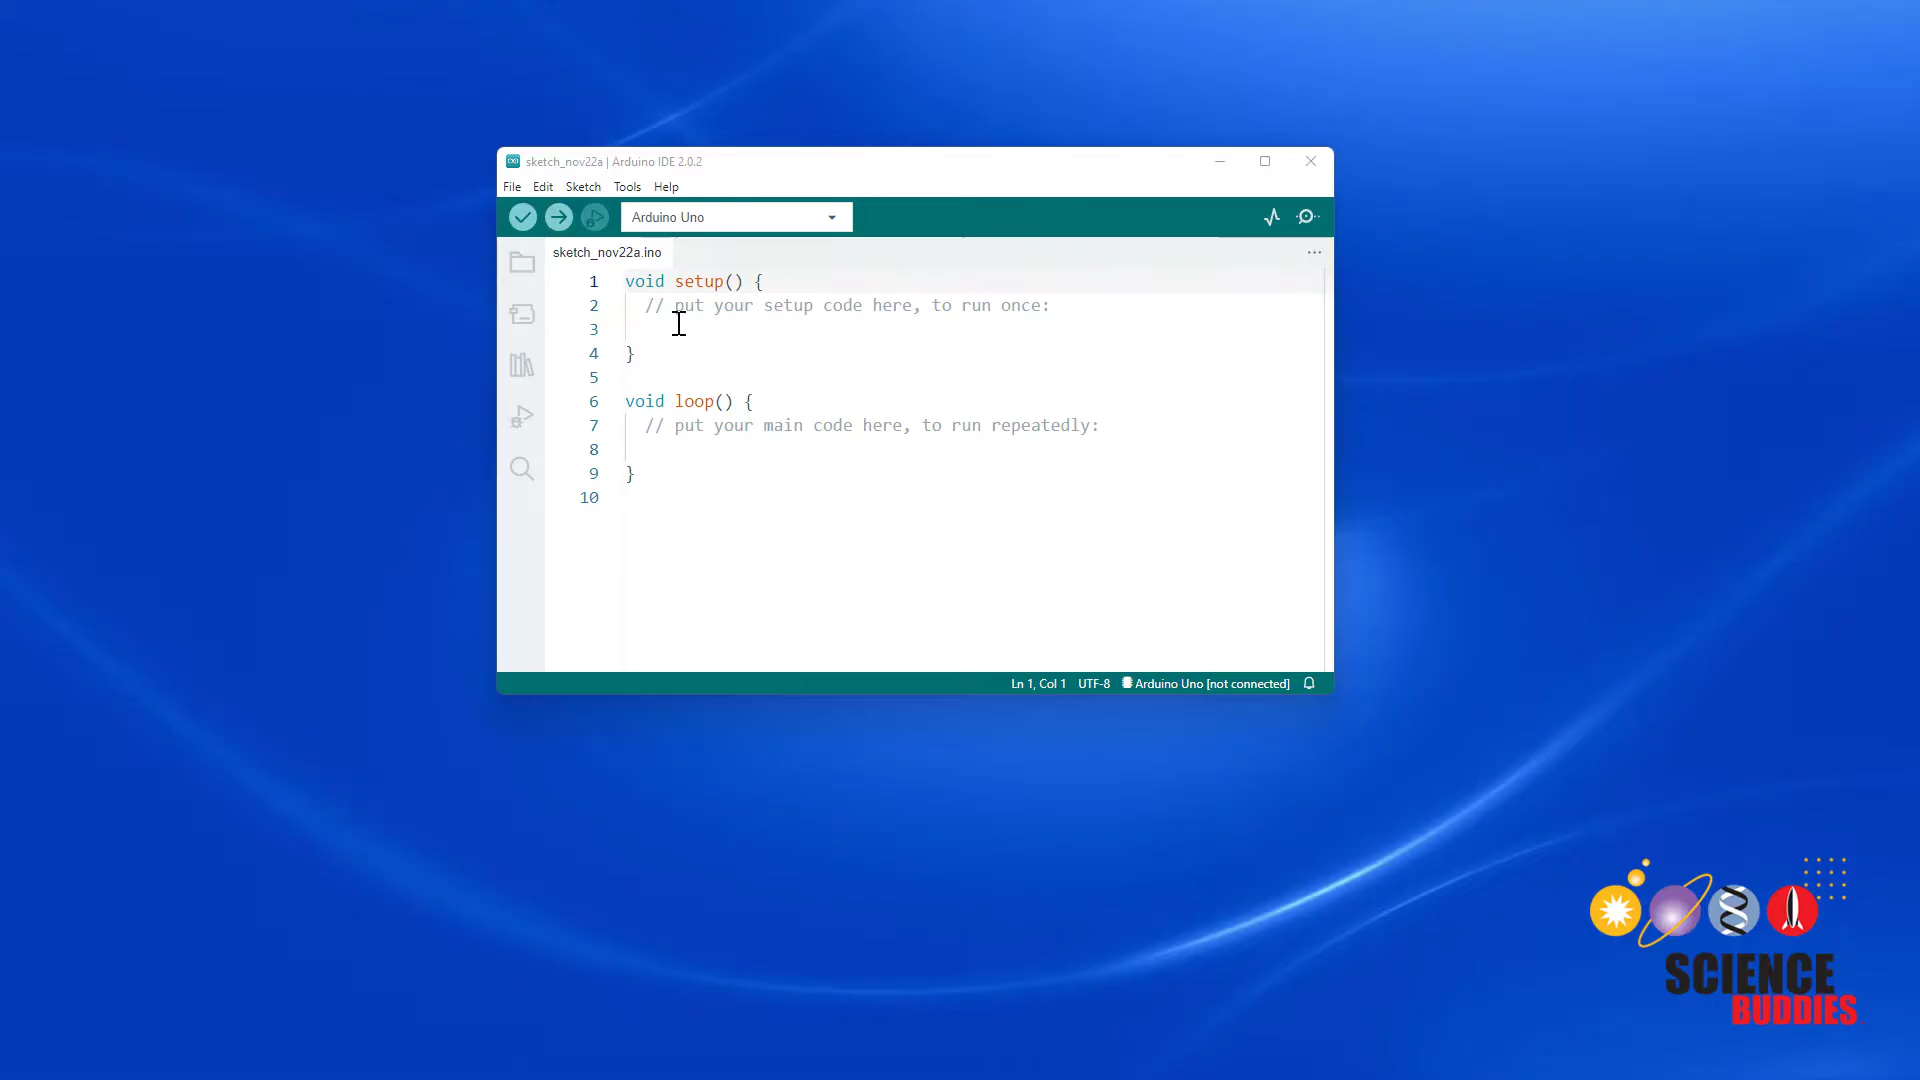 sketch_nov22a | Arduino IDE 2.0.2
File Edit Sketch Tools Help
Arduino Uno
sketch_nov22a.ino
1 void setup() {
2 // put your setup code here, to run once:
3
4 }
5
6 void loop() {
7 // put your main code here, to run repeatedly:
8
9 }
10
Ln 1, Col 1 UTF-8 Arduino Uno [not connected]
SCIENCE
BUDDIES